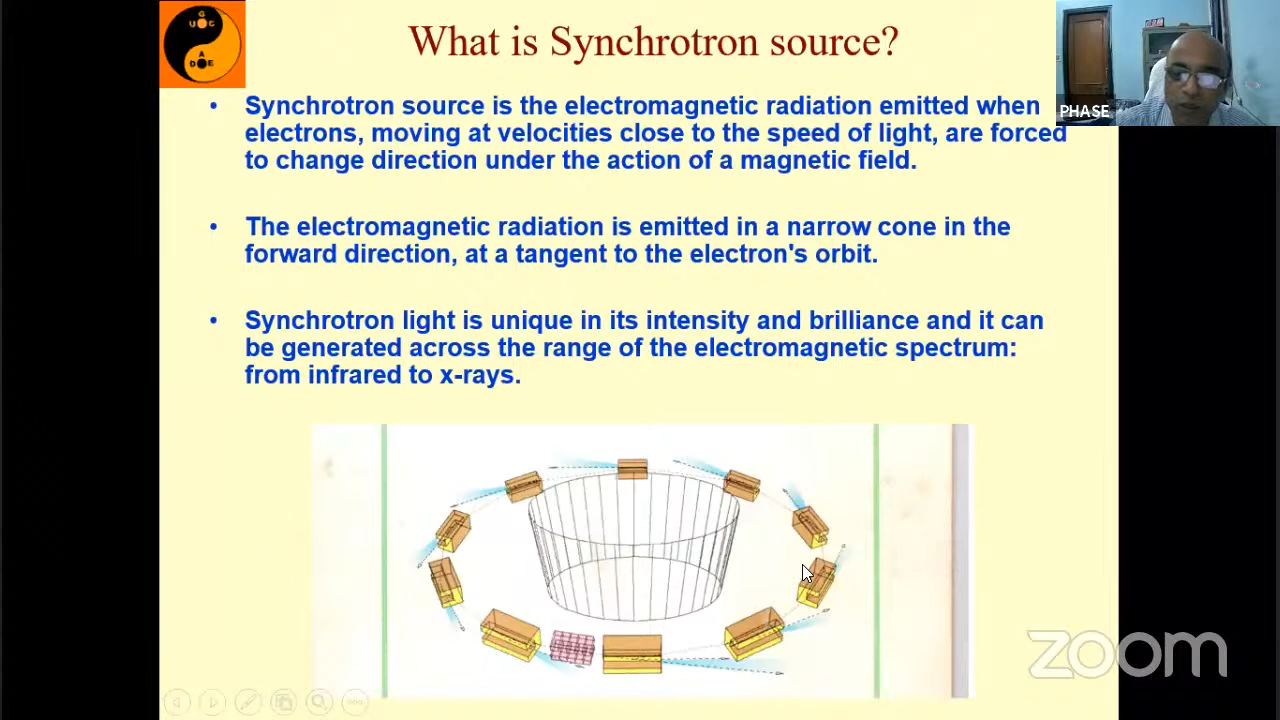 G
U G C
A
D E
What is Synchrotron source?
PHASE
• Synchrotron source is the electromagnetic radiation emitted when
electrons, moving at velocities close to the speed of light, are forced
to change direction under the action of a magnetic field.
• The electromagnetic radiation is emitted in a narrow cone in the
forward direction, at a tangent to the electron's orbit.
• Synchrotron light is unique in its intensity and brilliance and it can
be generated across the range of the electromagnetic spectrum:
from infrared to x-rays.
zoom